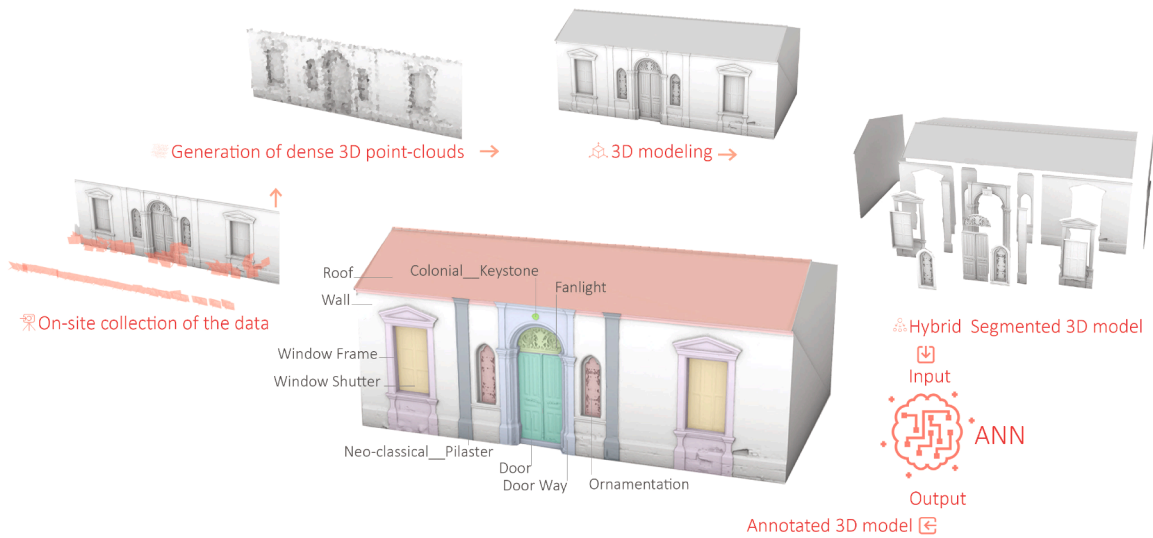 Generation of dense 3D point-clouds
3D modeling
On-site collection of the data
Roof
Colonial__Keystone
Fanlight
Wall
Window Frame
Window Shutter
Neo-classical__Pilaster
Door
Door Way
Ornamentation
Hybrid Segmented 3D model
Input
ANN
Output
Annotated 3D model